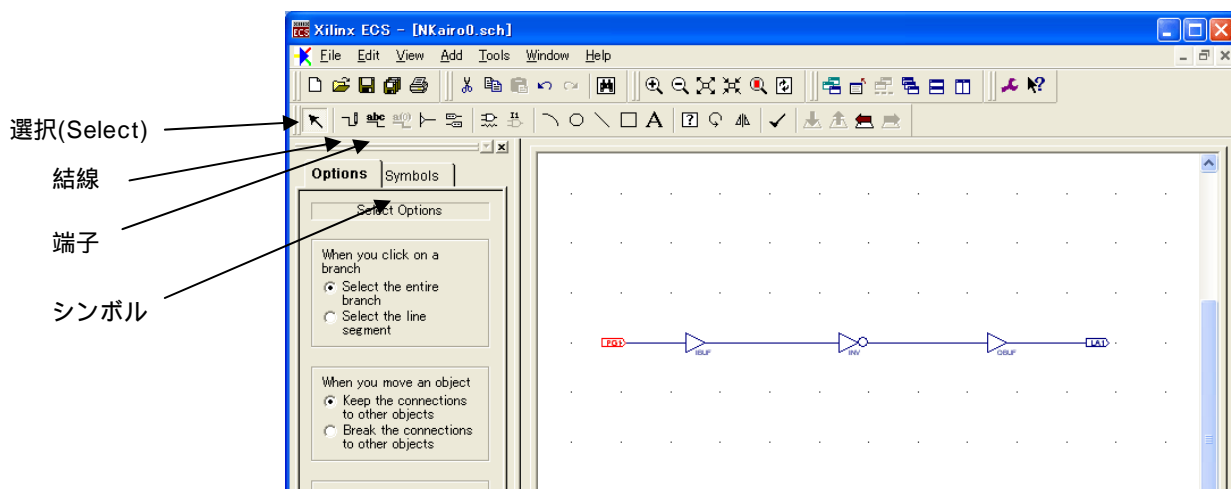 Xilinx ECS - [NKairo0.sch]
File Edit View Add Tools Window Help
選択(Select)
結線
端子
シンボル
Options Symbols
Select Options
When you click on a
branch
Select the entire
branch
Select the line
segment
When you move an object
Keep the connections
to other objects
Break the connections
to other objects
PG1 IBUF INV OBUF LA1